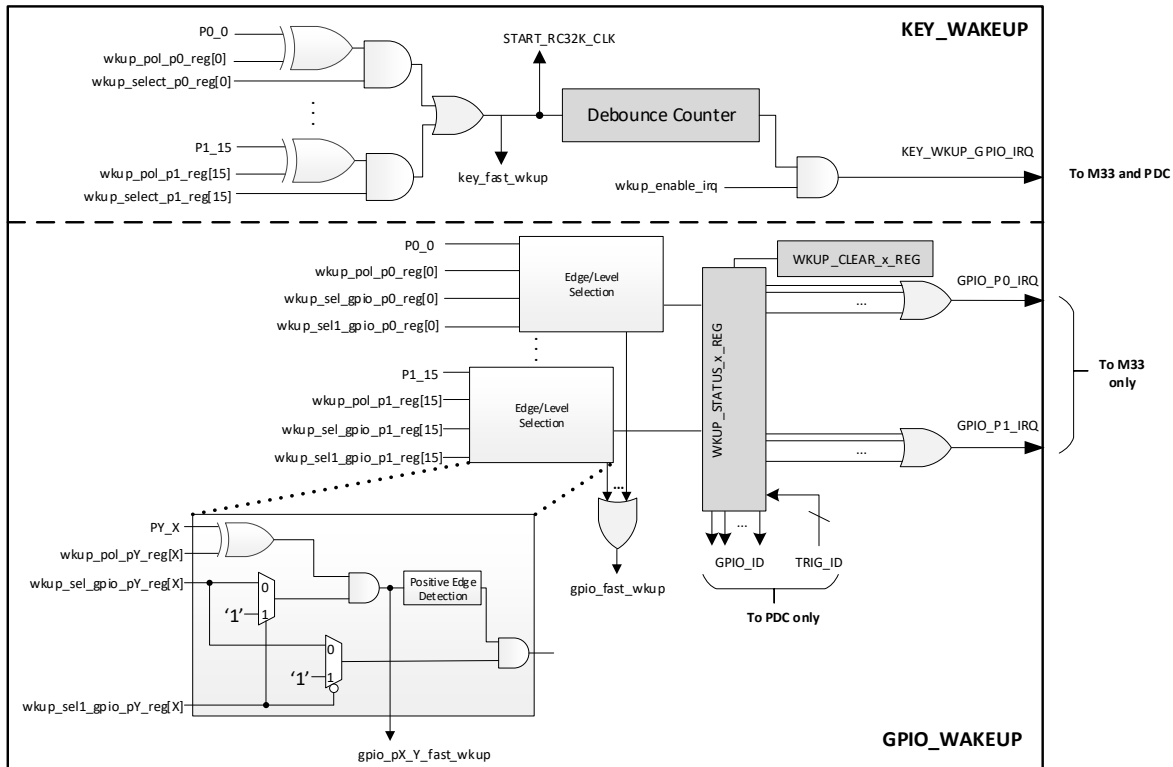 KEY_WAKEUP
P0_0
wkup_pol_p0_reg[0]
wkup_select_p0_reg[0]
START_RC32K_CLK
Debounce Counter
P1_15
wkup_pol_p1_reg[15]
wkup_select_p1_reg[15]
key_fast_wkup
wkup_enable_irq
KEY_WKUP_GPIO_IRQ
To M33 and PDC
P0_0
wkup_pol_p0_reg[0]
wkup_sel_gpio_p0_reg[0]
wkup_sel1_gpio_p0_reg[0]
Edge/Level
Selection
WKUP_CLEAR_x_REG
WKUP_STATUS_x_REG
...
GPIO_P0_IRQ
P1_15
wkup_pol_p1_reg[15]
wkup_sel_gpio_p1_reg[15]
wkup_sel1_gpio_p1_reg[15]
Edge/Level
Selection
...
...
GPIO_P1_IRQ
To M33
only
PY_X
wkup_pol_pY_reg[X]
wkup_sel_gpio_pY_reg[X]
0
'1'
1
Positive Edge
Detection
0
'1'
1
wkup_sel1_gpio_pY_reg[X]
gpio_pX_Y_fast_wkup
gpio_fast_wkup
...
GPIO_ID
TRIG_ID
To PDC only
GPIO_WAKEUP